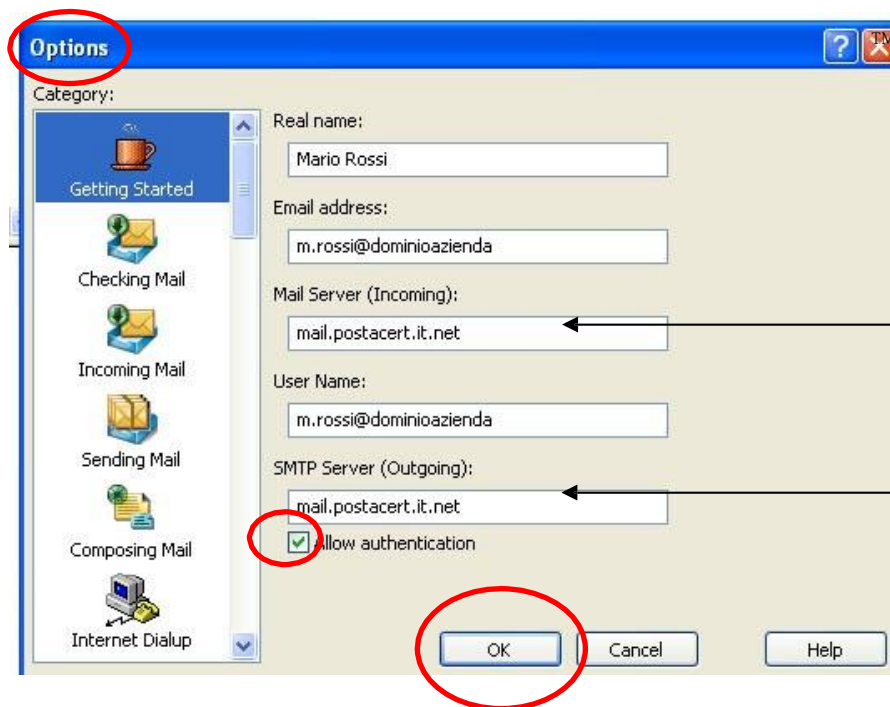 Options
?
TM
Category:
Getting Started
Checking Mail
Incoming Mail
Sending Mail
Composing Mail
Internet Dialup
Real name:
Mario Rossi
Email address:
m.rossi@dominioazienda
Mail Server (Incoming):
mail.postacert.it.net
User Name:
m.rossi@dominioazienda
SMTP Server (Outgoing):
mail.postacert.it.net
Allow authentication
OK
Cancel
Help